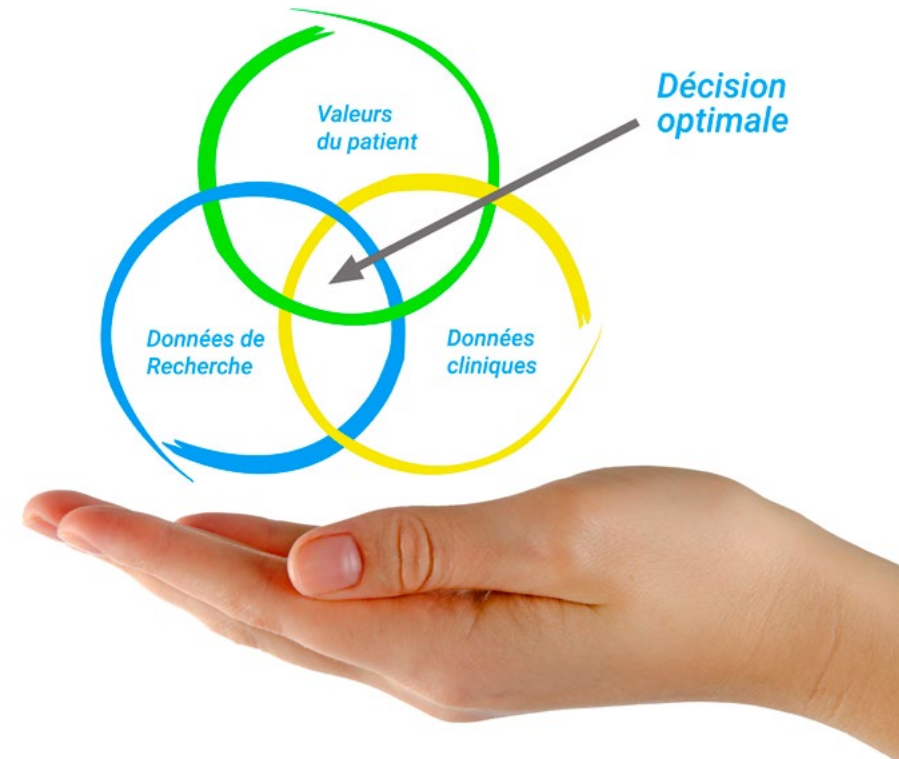 Valeurs
du patient
Décision
optimale
Données de
Recherche
Données
cliniques